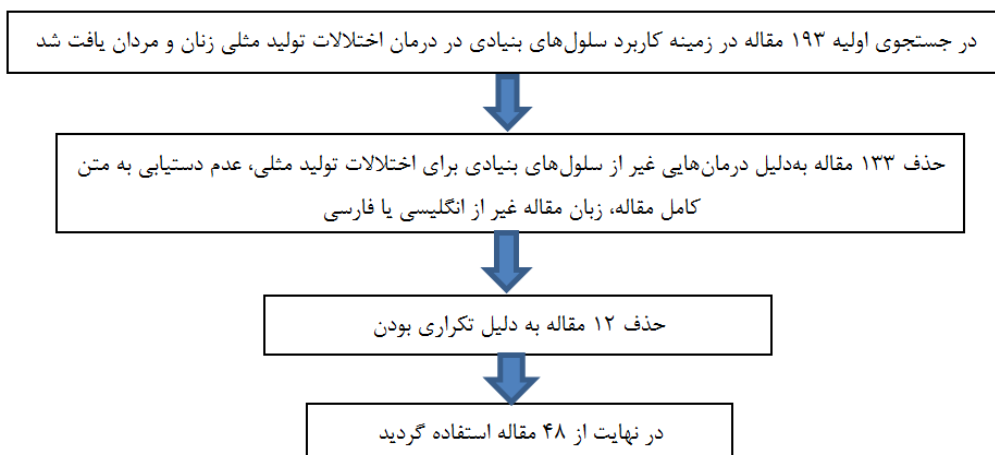 در جستجوی اولیه ۱۹۳ مقاله در زمینه کاربرد سلول‌های بنیادی در درمان اختلالات تولید مثلی زنان و مردان یافت شد
حذف ۱۳۳ مقاله به‌دلیل درمان‌هایی غیر از سلول‌های بنیادی برای اختلالات تولید مثلی، عدم دستیابی به متن
کامل مقاله، زبان مقاله غیر از انگلیسی یا فارسی
حذف ۱۲ مقاله به دلیل تکراری بودن
در نهایت از ۴۸ مقاله استفاده گردید